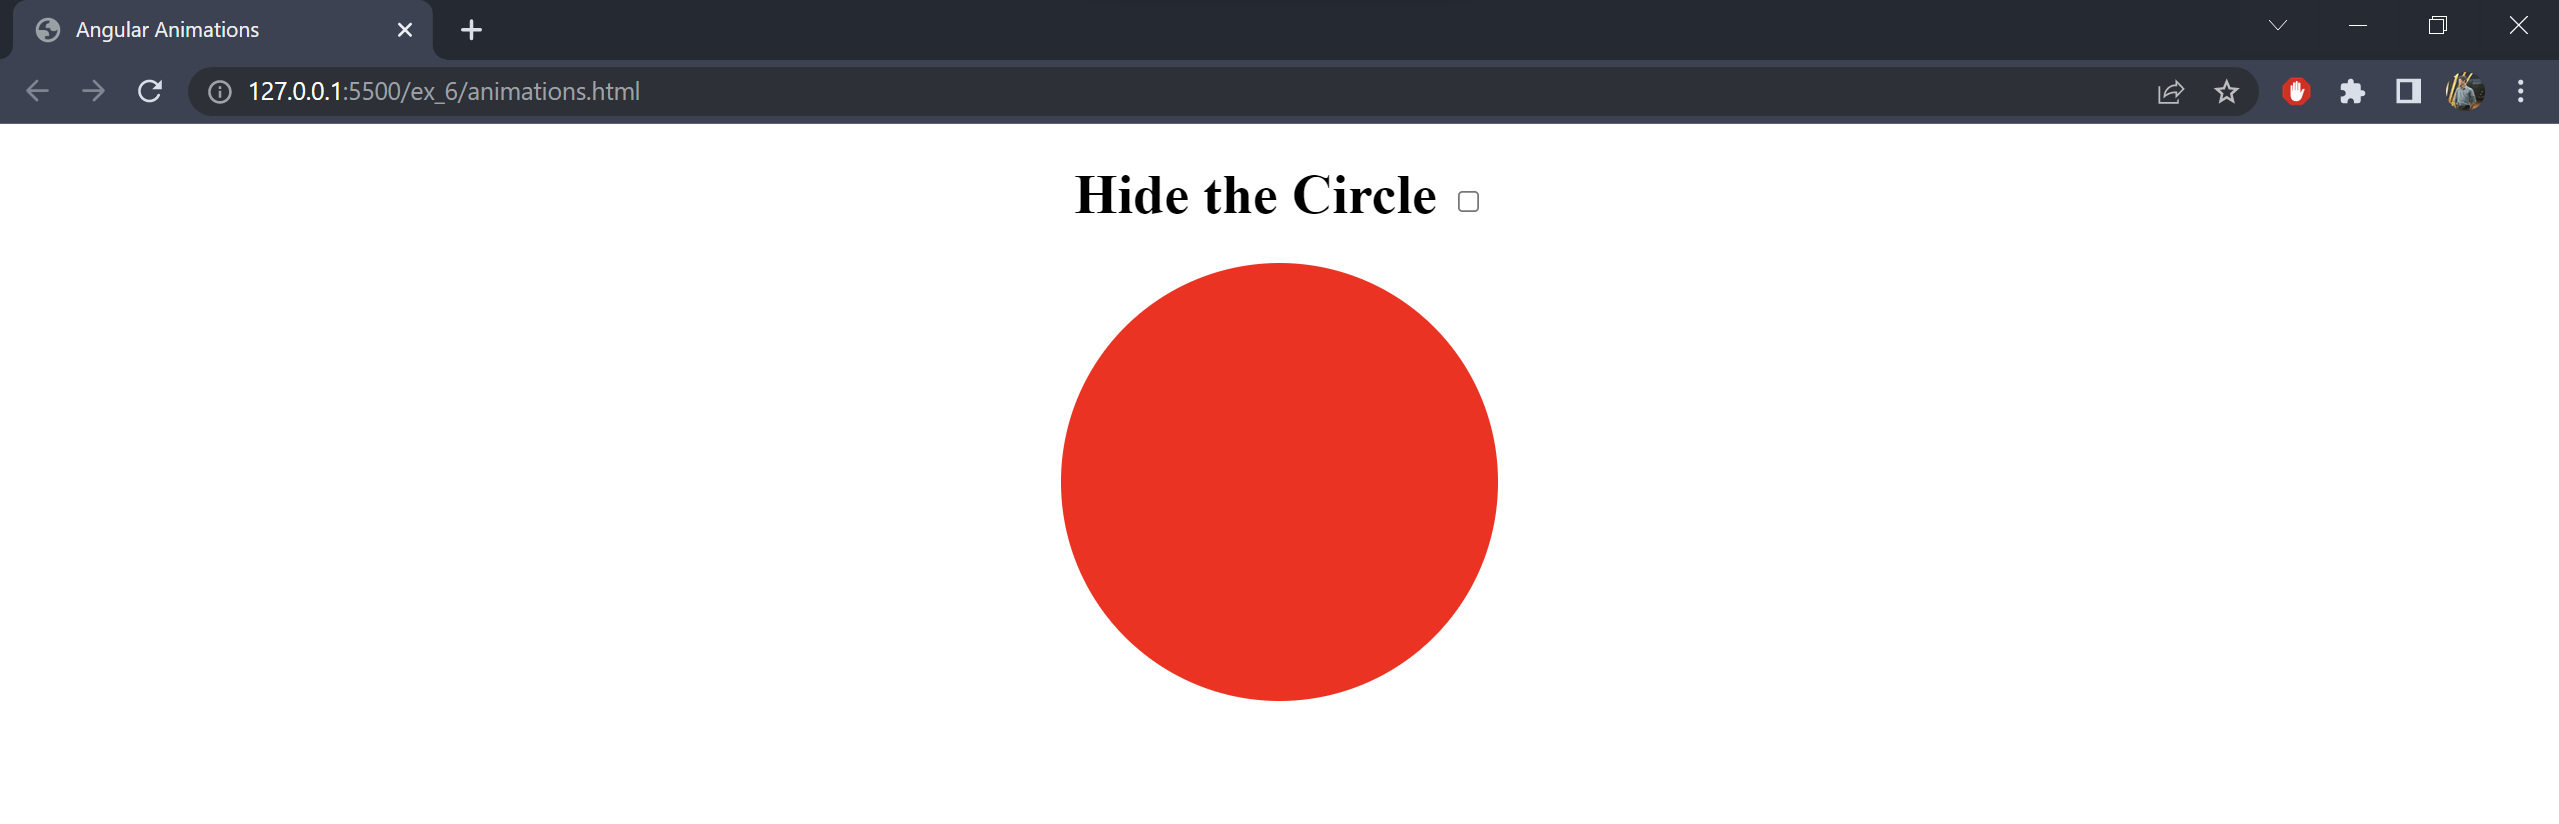 Angular Animations
127.0.0.1:5500/ex_6/animations.html
Hide the Circle